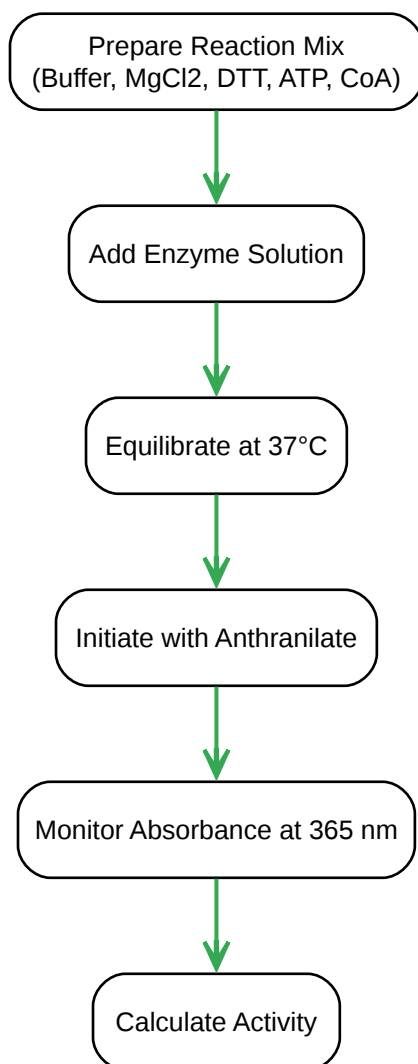 Prepare Reaction Mix
(Buffer, MgCl2, DTT, ATP, CoA)
Add Enzyme Solution
Equilibrate at 37°C
Initiate with Anthranilate
Monitor Absorbance at 365 nm
Calculate Activity